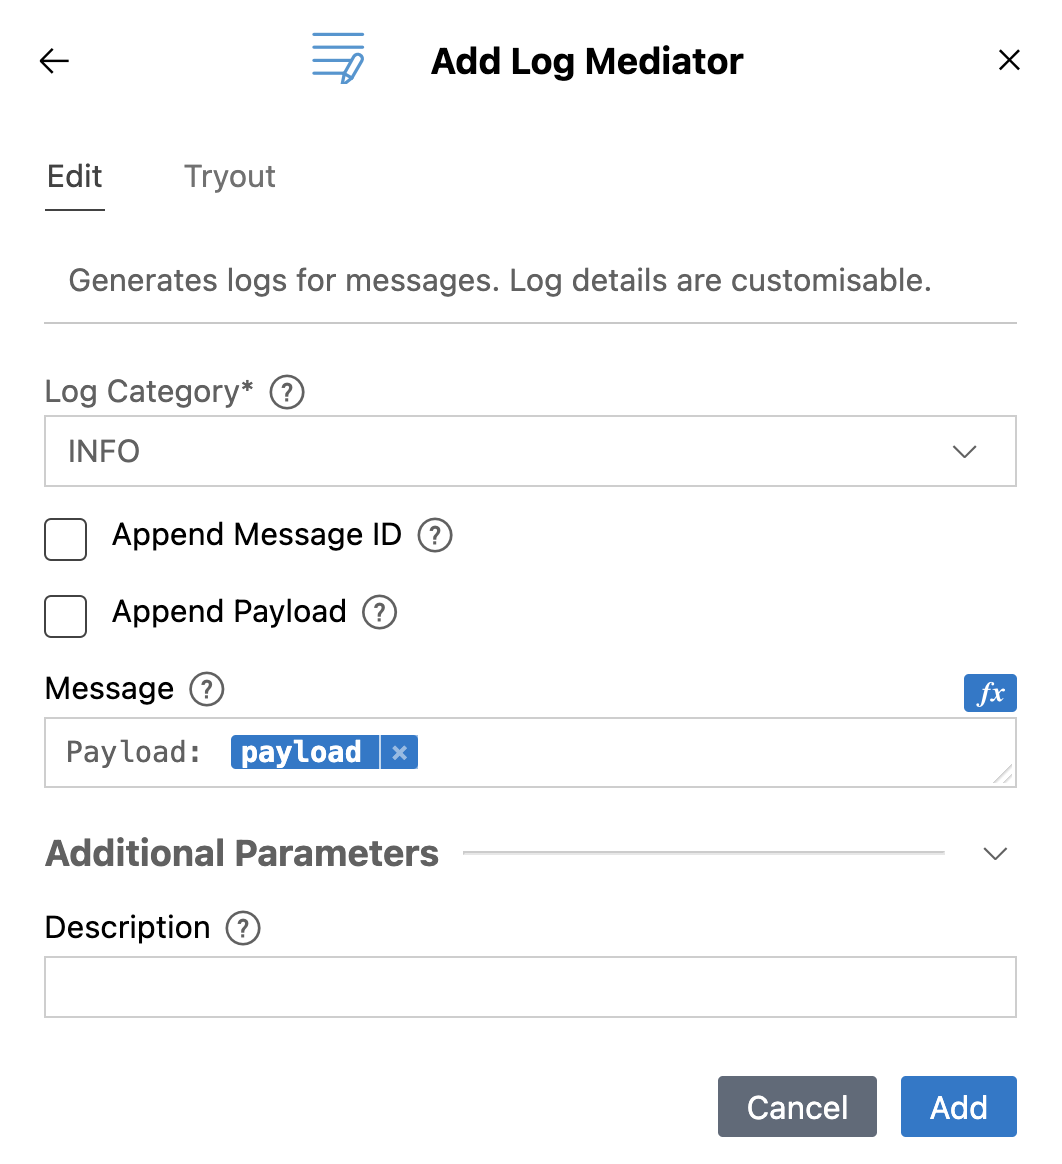 Add Log Mediator
Edit Tryout
Generates logs for messages. Log details are customisable.
Log Category* ?
INFO
Append Message ID ?
Append Payload ?
Message ? fx
Payload: payload ×
Additional Parameters
Description ?
Cancel Add